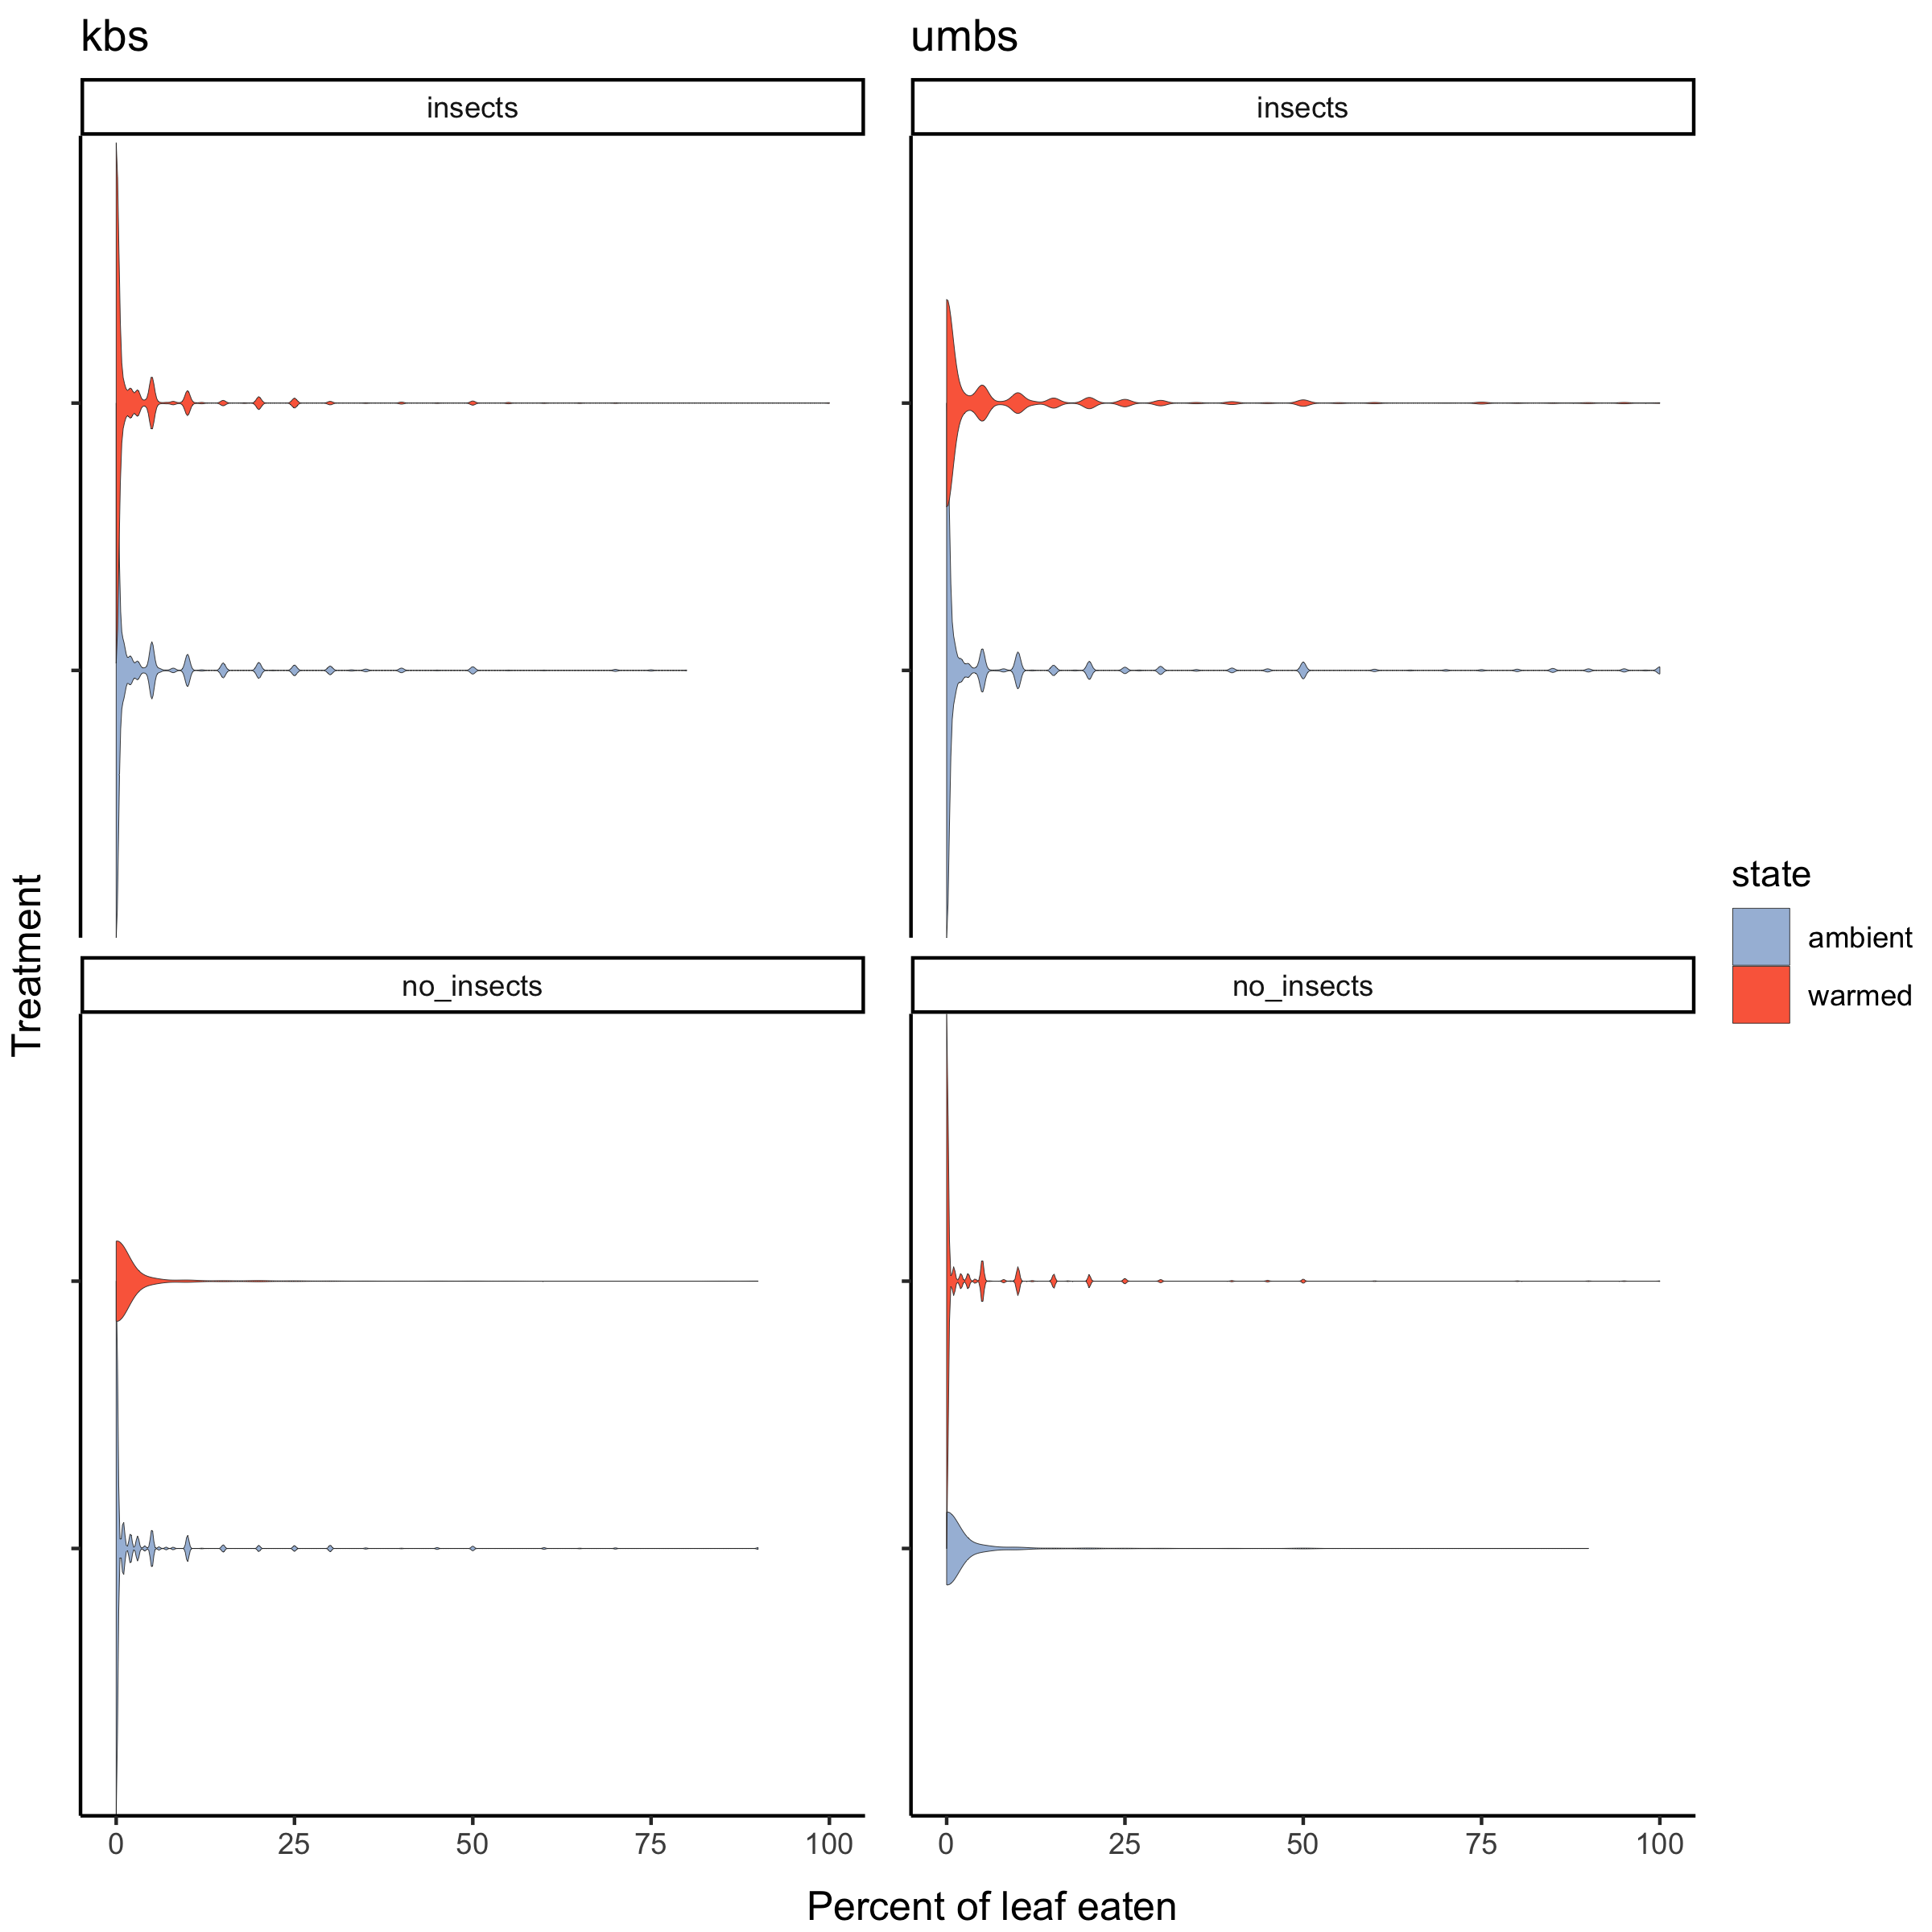 kbs
umbs
insects
insects
Treatment
no_insects
no_insects
state
ambient
warmed
0 25 50 75 100
0 25 50 75 100
Percent of leaf eaten